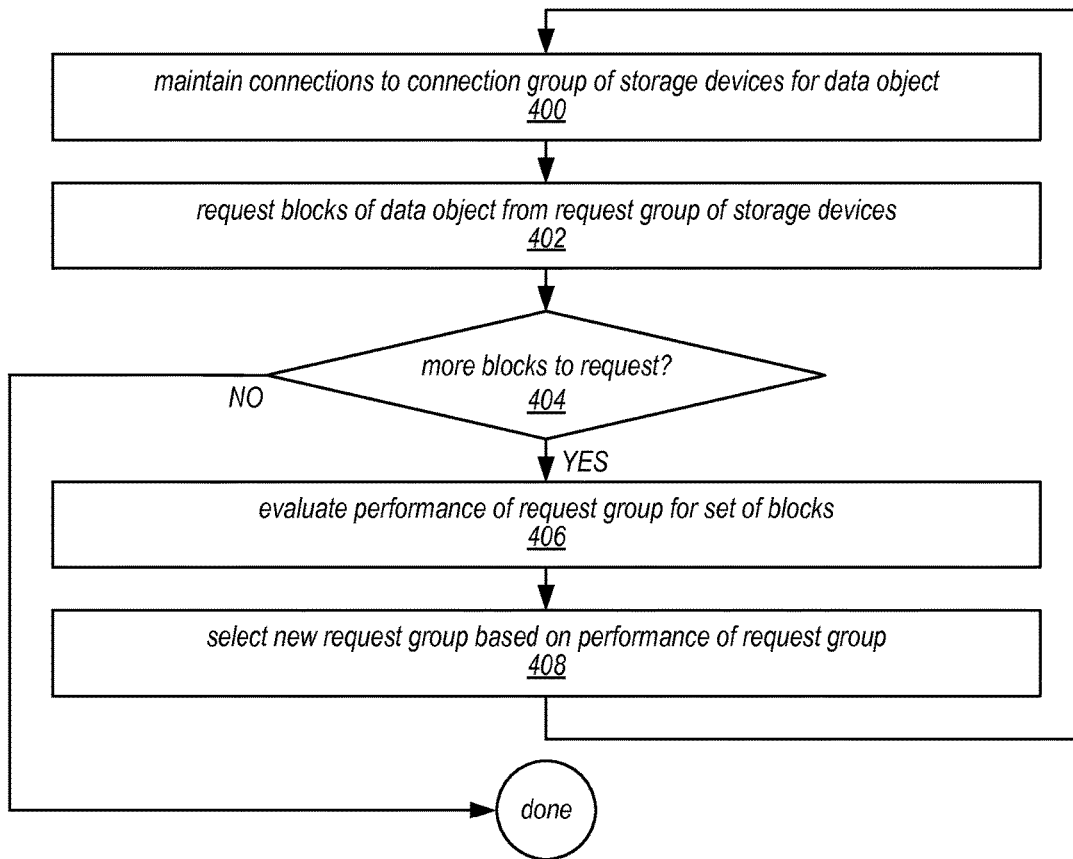 maintain connections to connection group of storage devices for data object
400
request blocks of data object from request group of storage devices
402
more blocks to request?
404
NO
YES
evaluate performance of request group for set of blocks
406
select new request group based on performance of request group
408
done